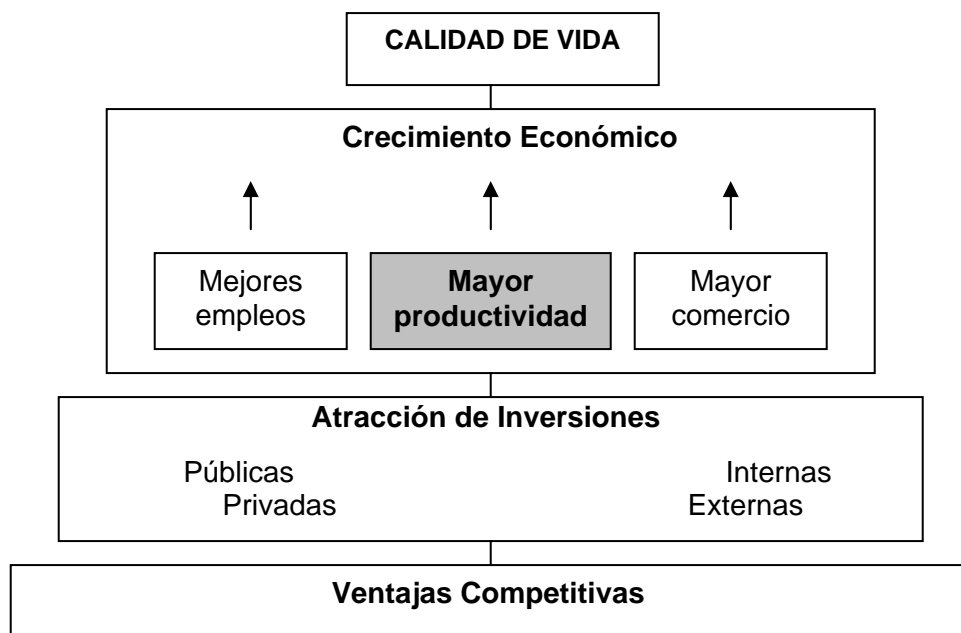 CALIDAD DE VIDA
Crecimiento Económico
Mejores
empleos
Mayor
productividad
Mayor
comercio
Atracción de Inversiones
Públicas Internas
Privadas Externas
Ventajas Competitivas